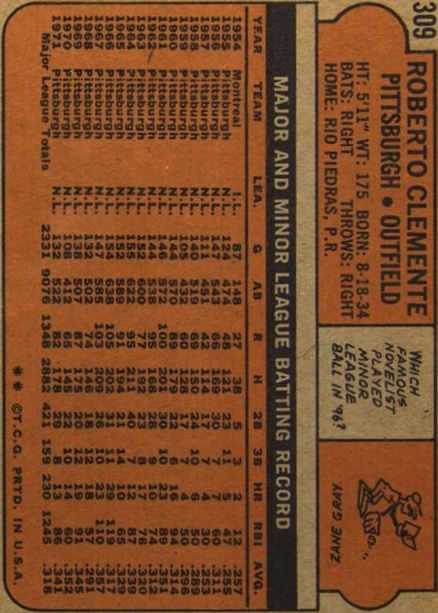 309
ROBERTO CLEMENTE
PITTSBURGH • OUTFIELD
HT: 5'11" WT: 175 BORN: 8-18-34
BATS: RIGHT THROWS: RIGHT
HOME: RIO PIEDRAS, P.R.
WHICH
FAMOUS
NOVELIST
PLAYED
MINOR
LEAGUE
BALL IN '96?
ZANE
GRAY
MAJOR AND MINOR LEAGUE BATTING RECORD
YEAR TEAM LEA. G AB R H 2B 3B HR RBI AVG.
1954 Montreal I.L. 87 148 27 38 5 3 2 12 .257
1955 Pittsburgh N.L. 124 474 48 121 23 11 5 47 .255
1956 Pittsburgh N.L. 147 543 66 169 30 7 7 60 .311
1957 Pittsburgh N.L. 111 451 42 114 17 7 4 30 .253
1958 Pittsburgh N.L. 140 519 69 150 24 10 6 50 .289
1959 Pittsburgh N.L. 105 432 60 128 17 7 4 50 .296
1960 Pittsburgh N.L. 144 570 89 179 22 6 16 94 .314
1961 Pittsburgh N.L. 146 572 100 201 30 10 23 89 .351
1962 Pittsburgh N.L. 144 538 95 168 28 9 10 74 .312
1963 Pittsburgh N.L. 152 600 77 192 23 8 17 76 .320
1964 Pittsburgh N.L. 155 622 95 211 40 7 12 87 .339
1965 Pittsburgh N.L. 152 589 91 194 21 14 10 65 .329
1966 Pittsburgh N.L. 154 638 105 202 31 11 29 119 .317
1967 Pittsburgh N.L. 147 585 103 209 26 10 23 110 .357
1968 Pittsburgh N.L. 132 502 74 146 18 12 18 57 .291
1969 Pittsburgh N.L. 138 507 87 175 20 12 19 91 .345
1970 Pittsburgh N.L. 108 412 65 145 22 10 14 60 .352
1971 Pittsburgh N.L. 132 522 82 178 29 8 13 86 .341
Major League Totals 2331 9076 1348 2882 421 159 230 1245 .318
** ©T.C.G. PRTD. IN U.S.A.